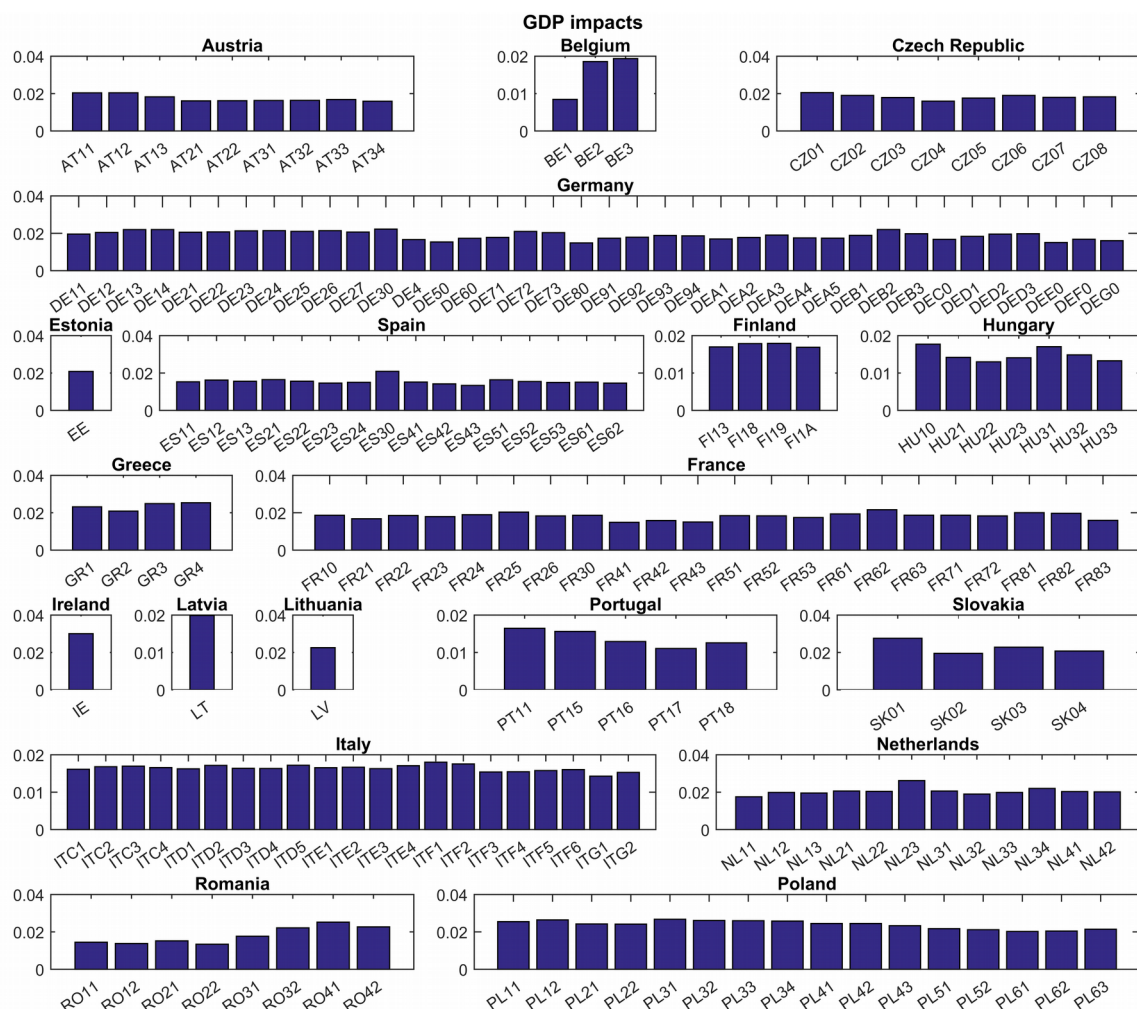 GDP impacts
Austria
0.04
0.02
0
AT11 AT12 AT13 AT21 AT22 AT31 AT32 AT33 AT34
Belgium
0.02
0.01
0
BE1 BE2 BE3
Czech Republic
0.04
0.02
0
CZ01 CZ02 CZ03 CZ04 CZ05 CZ06 CZ07 CZ08
Germany
0.04
0.02
0
DE11 DE12 DE13 DE14 DE21 DE22 DE23 DE24 DE25 DE26 DE27 DE30 DE4 DE50 DE60 DE71 DE72 DE73 DE80 DE91 DE92 DE93 DE94 DEA1 DEA2 DEA3 DEA4 DEA5 DEB1 DEB2 DEB3 DEC0 DED1 DED2 DED3 DEE0 DEF0 DEG0
Estonia
0.04
0.02
0
EE
Spain
0.04
0.02
0
ES11 ES12 ES13 ES21 ES22 ES23 ES24 ES30 ES41 ES42 ES43 ES51 ES52 ES53 ES61 ES62
Finland
0.02
0.01
0
FI13 FI18 FI19 FI1A
Hungary
0.02
0.01
0
HU10 HU21 HU22 HU23 HU31 HU32 HU33
Greece
0.04
0.02
0
GR1 GR2 GR3 GR4
France
0.04
0.02
0
FR10 FR21 FR22 FR23 FR24 FR25 FR26 FR30 FR41 FR42 FR43 FR51 FR52 FR53 FR61 FR62 FR63 FR71 FR72 FR81 FR82 FR83
Ireland
0.04
0.02
0
IE
Latvia
0.02
0.01
0
LT
Lithuania
0.04
0.02
0
LV
Portugal
0.02
0.01
0
PT11 PT15 PT16 PT17 PT18
Slovakia
0.04
0.02
0
SK01 SK02 SK03 SK04
Italy
0.02
0.01
0
ITC1 ITC2 ITC3 ITC4 ITD1 ITD2 ITD3 ITD4 ITD5 ITE1 ITE2 ITE3 ITE4 ITF1 ITF2 ITF3 ITF4 ITF5 ITF6 ITG1 ITG2
Netherlands
0.04
0.02
0
NL11 NL12 NL13 NL21 NL22 NL23 NL31 NL32 NL33 NL34 NL41 NL42
Romania
0.04
0.02
0
RO11 RO12 RO21 RO22 RO31 RO32 RO41 RO42
Poland
0.04
0.02
0
PL11 PL12 PL21 PL22 PL31 PL32 PL33 PL34 PL41 PL42 PL43 PL51 PL52 PL61 PL62 PL63